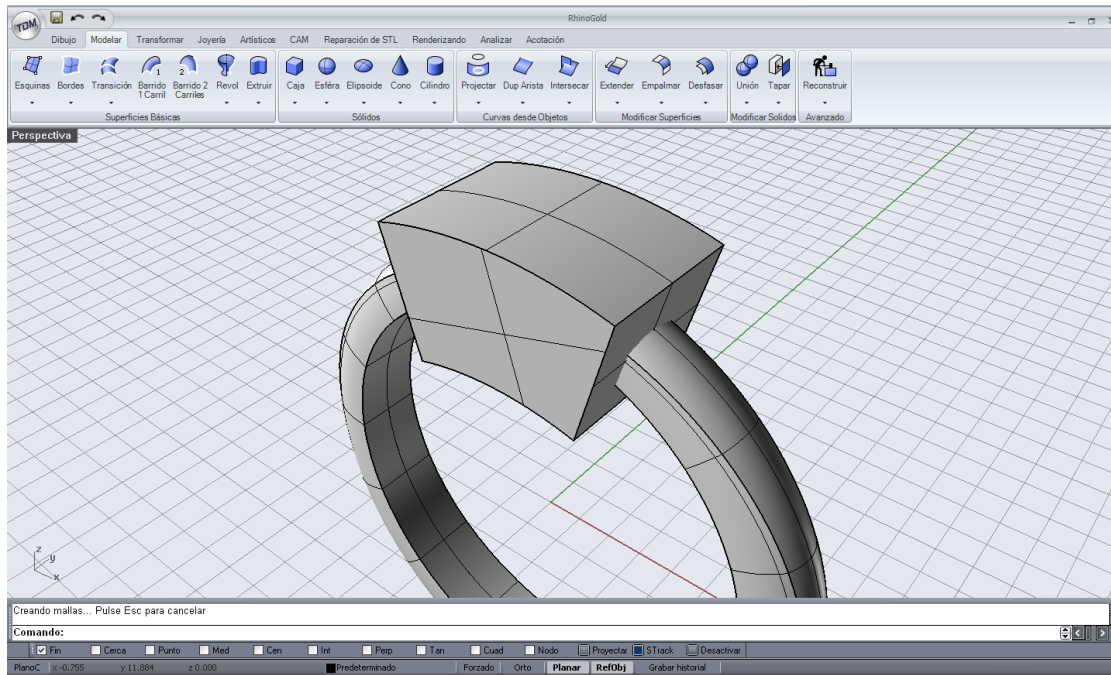 RhinoGold
TDM
Dibujo Modelar Transformar Joyería Artísticos CAM Reparación de STL Renderizando Analizar Acotación
Esquinas Bordes Transición Barrido 1 Carril Barrido 2 Carriles Revol Extruir Caja Esféra Elipsoide Cono Cilindro Projectar Dup Arista Intersecar Extender Empalmar Desfasar Unión Tapar Reconstruir
Superficies Básicas Sólidos Curvas desde Objetos Modificar Superficies Modificar Solidos Avanzado
Perspectiva
z
y
x
Creando mallas... Pulse Esc para cancelar
Comando:
Fin Cerca Punto Med Cen Int Perp Tan Cuad Nodo Proyectar STrack Desactivar
PlanoC x -0.755 y 11.884 z 0.000 Predeterminado Forzado Orto Planar RefObj Grabar historial